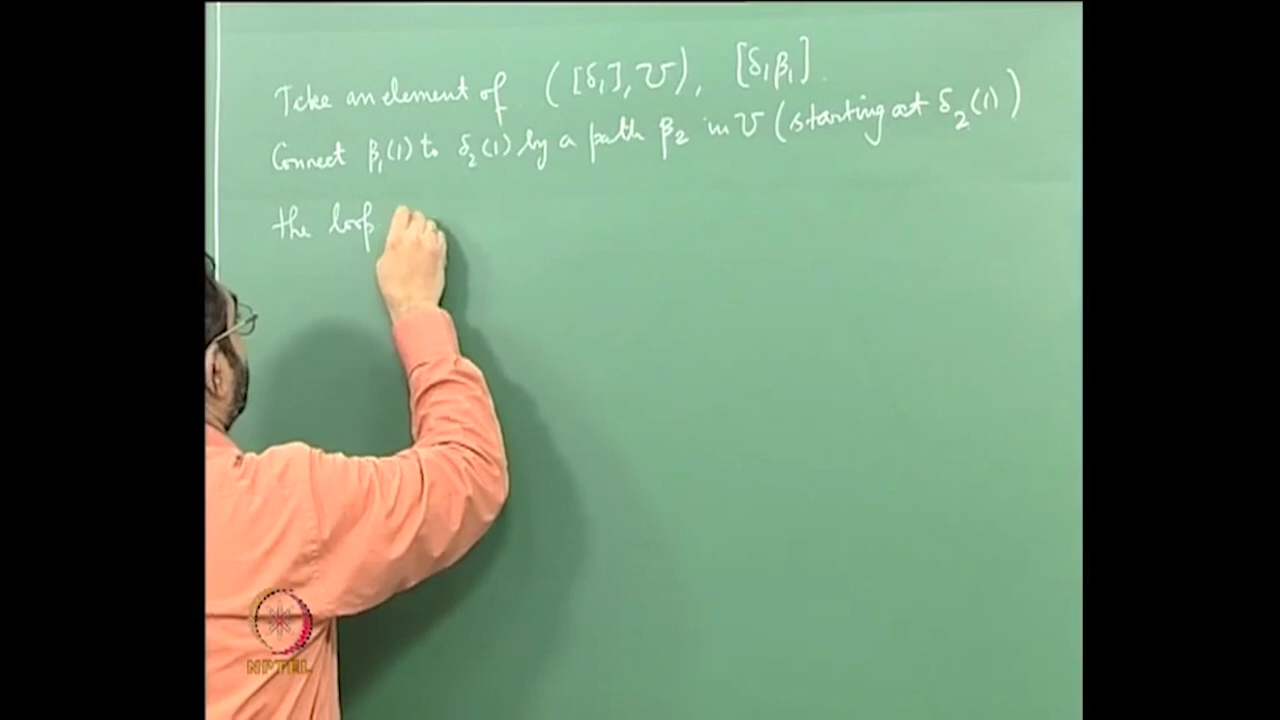 Take an element of ([δ₁], V), [δ₁β₁].
Connect β₁(1) to δ₂(1) by a path β₂ in V (starting at δ₂(1))
the loop
NPTEL